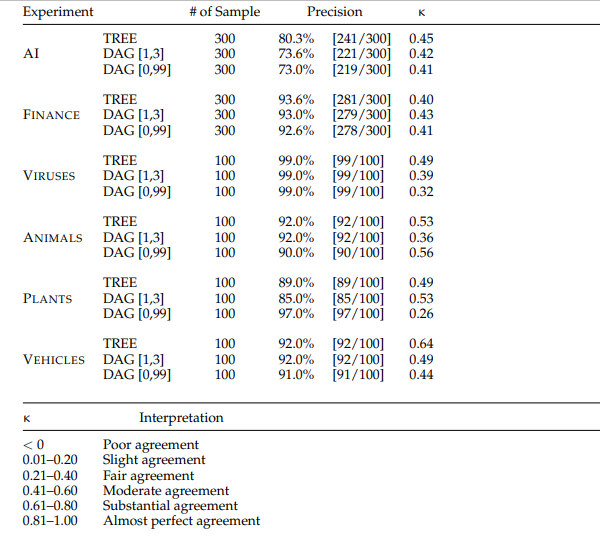 Experiment # of Sample Precision κ
TREE 300 80.3% [241/300] 0.45
AI DAG [1,3] 300 73.6% [221/300] 0.42
DAG [0,99] 300 73.0% [219/300] 0.41
TREE 300 93.6% [281/300] 0.40
FINANCE DAG [1,3] 300 93.0% [279/300] 0.43
DAG [0,99] 300 92.6% [278/300] 0.41
TREE 100 99.0% [99/100] 0.49
VIRUSES DAG [1,3] 100 99.0% [99/100] 0.39
DAG [0,99] 100 99.0% [99/100] 0.32
TREE 100 92.0% [92/100] 0.53
ANIMALS DAG [1,3] 100 92.0% [92/100] 0.36
DAG [0,99] 100 90.0% [90/100] 0.56
TREE 100 89.0% [89/100] 0.49
PLANTS DAG [1,3] 100 85.0% [85/100] 0.53
DAG [0,99] 100 97.0% [97/100] 0.26
TREE 100 92.0% [92/100] 0.64
VEHICLES DAG [1,3] 100 92.0% [92/100] 0.49
DAG [0,99] 100 91.0% [91/100] 0.44
κ Interpretation
< 0 Poor agreement
0.01–0.20 Slight agreement
0.21–0.40 Fair agreement
0.41–0.60 Moderate agreement
0.61–0.80 Substantial agreement
0.81–1.00 Almost perfect agreement